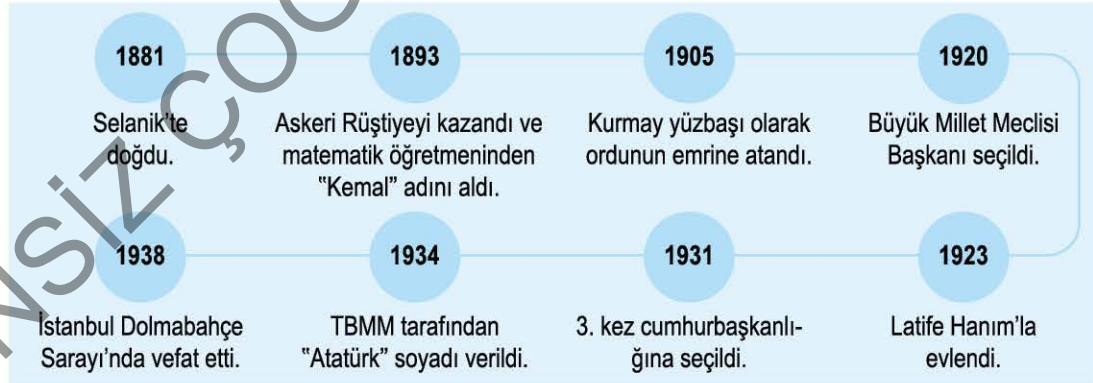 1881
Selanik'te
doğdu.
1893
Askeri Rüştiyeyi kazandı ve
matematik öğretmeninden
"Kemal" adını aldı.
1905
Kurmay yüzbaşı olarak
ordunun emrine atandı.
1920
Büyük Millet Meclisi
Başkanı seçildi.
1923
Latife Hanım'la
evlendi.
1931
3. kez cumhurbaşkanlı-
ğına seçildi.
1934
TBMM tarafından
"Atatürk" soyadı verildi.
1938
İstanbul Dolmabahçe
Sarayı'nda vefat etti.